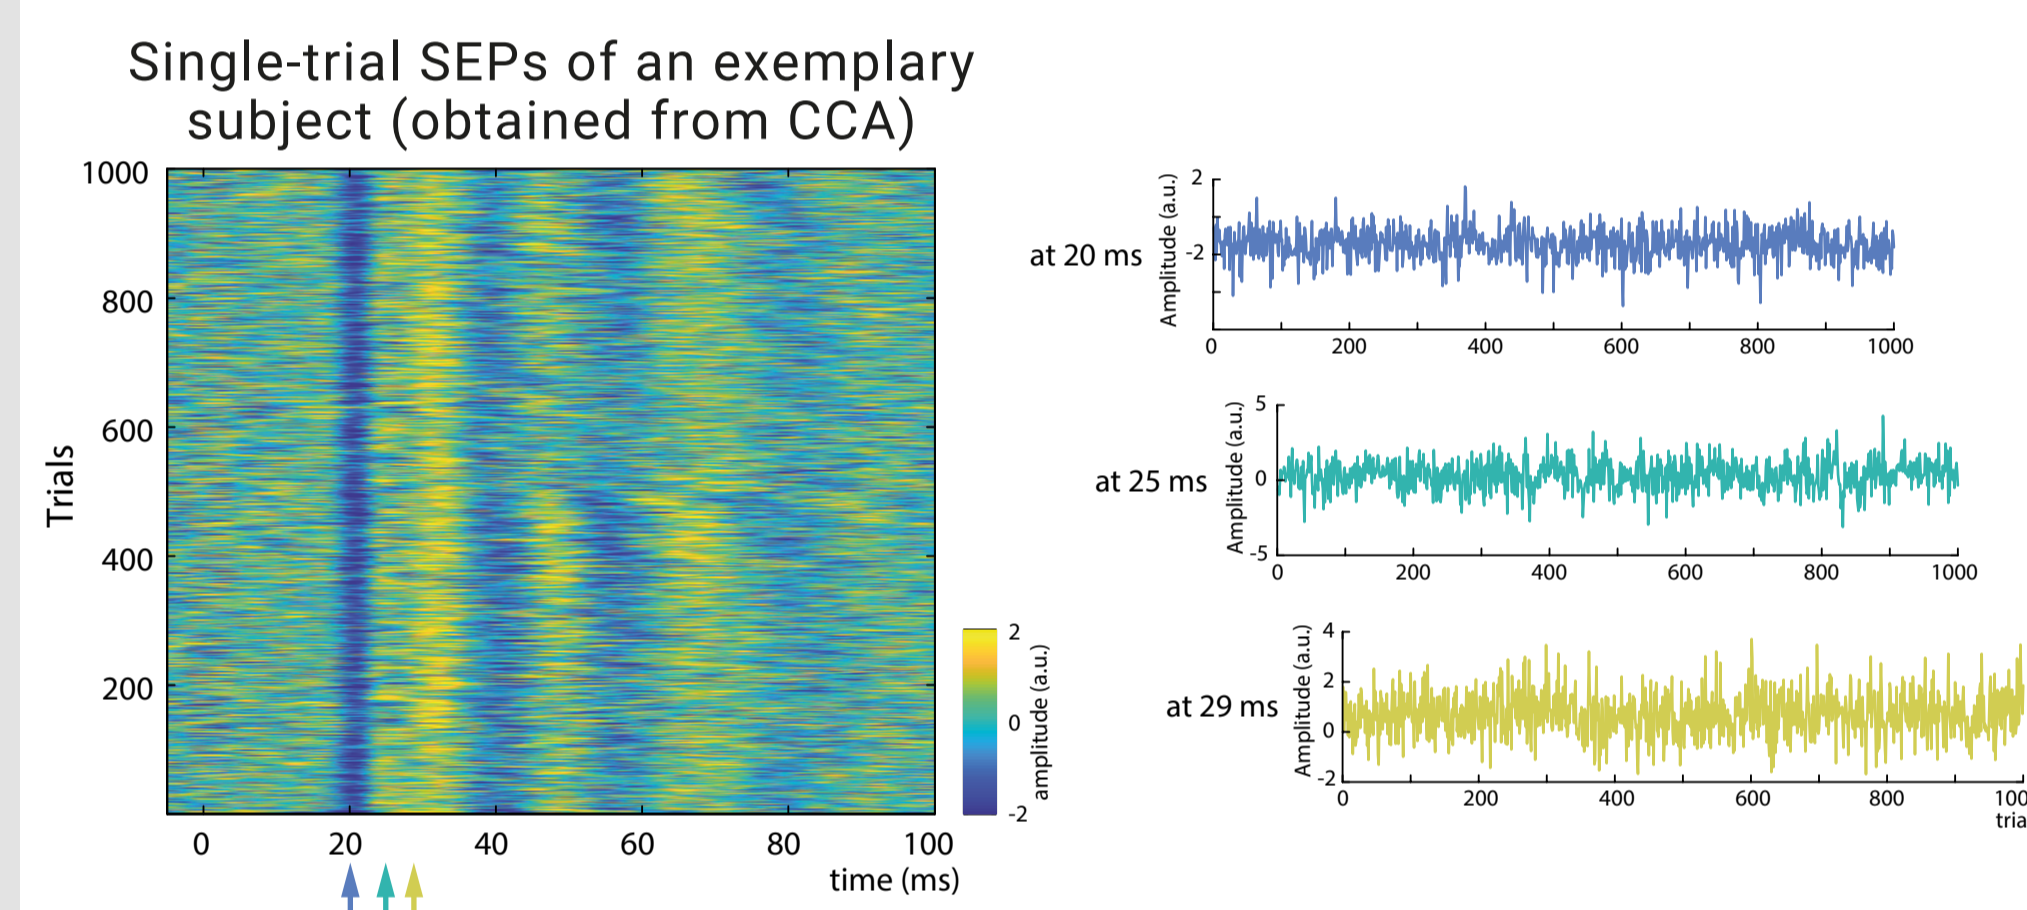 Single-trial SEPs of an exemplary
subject (obtained from CCA)
1000
800
600
400
200
Trials
0 20 40 60 80 100
time (ms)
2
0
-2
amplitude (a.u.)
at 20 ms
Amplitude (a.u.)
2
-2
0 200 400 600 800 1000
at 25 ms
Amplitude (a.u.)
5
0
-5
0 200 400 600 800 1000
at 29 ms
Amplitude (a.u.)
4
2
0
-2
0 200 400 600 800 100
tria